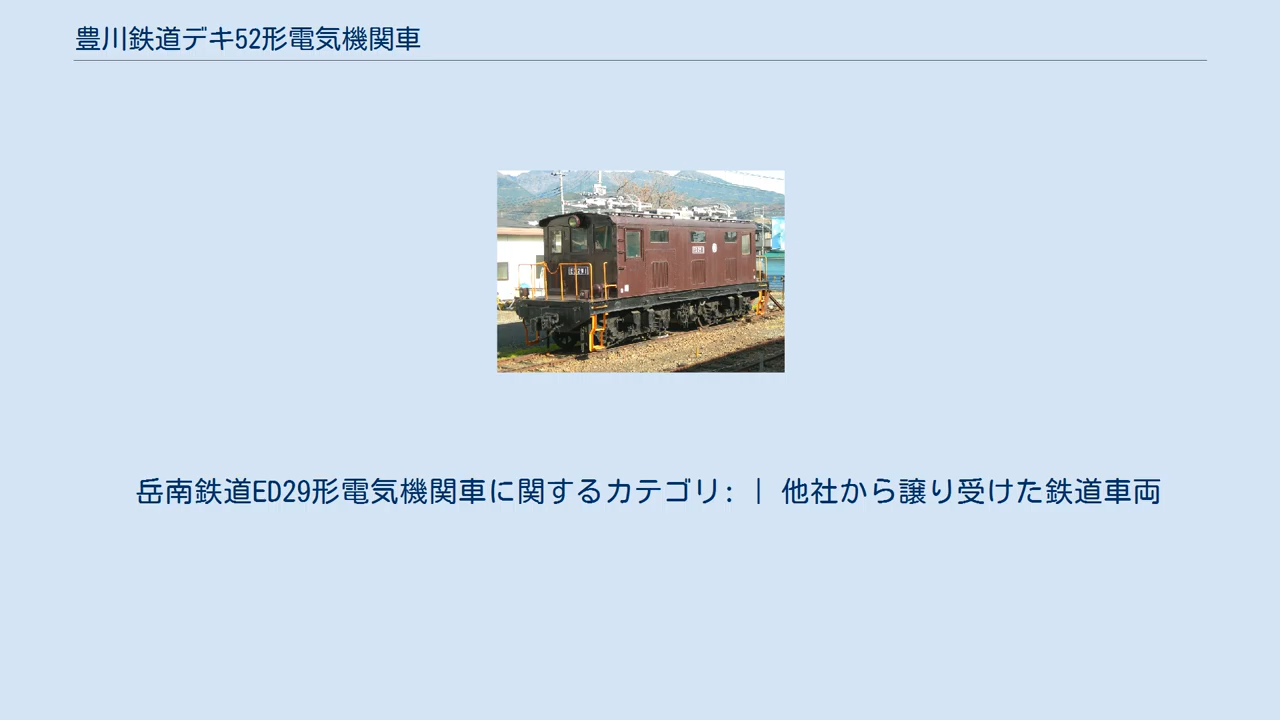 豊川鉄道デキ52形電気機関車
岳南鉄道ED29形電気機関車に関するカテゴリ: | 他社から譲り受けた鉄道車両